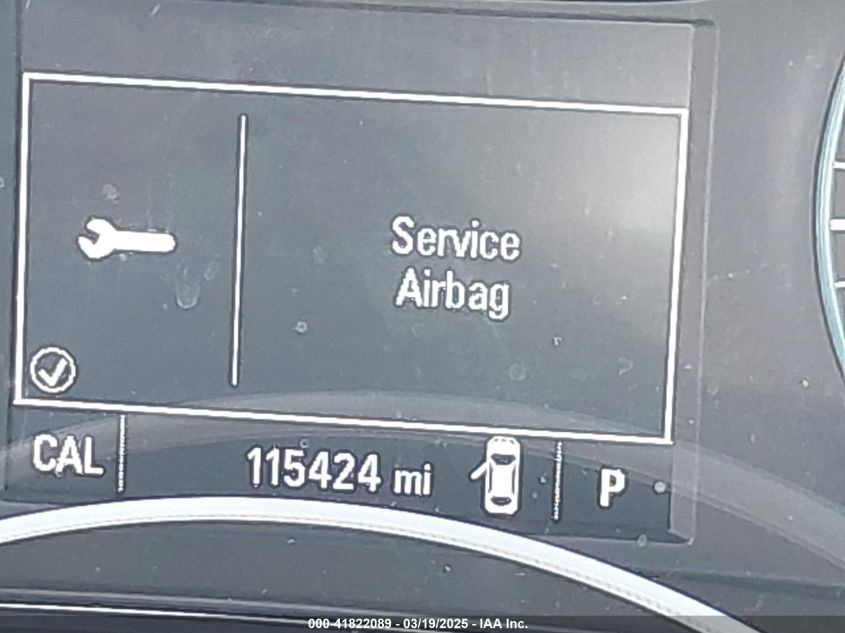 Service
Airbag
CAL 115424 mi P
000-41822089 - 03/19/2025 - IAA Inc.